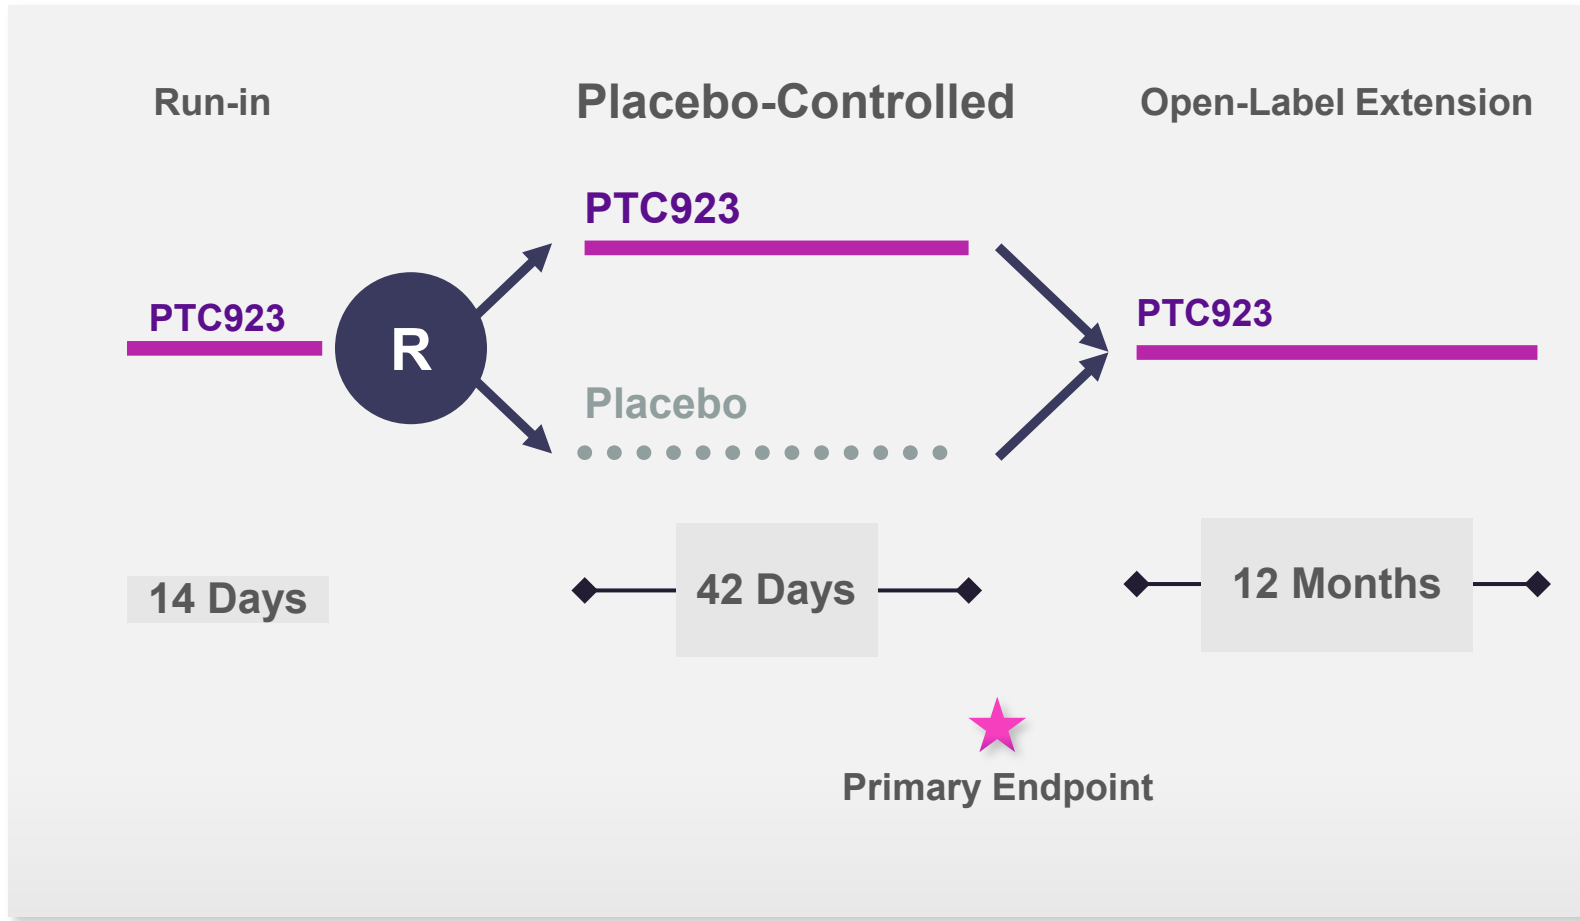 Run-in
Placebo-Controlled
Open-Label Extension
PTC923
PTC923
R
PTC923
Placebo
14 Days
42 Days
12 Months
Primary Endpoint